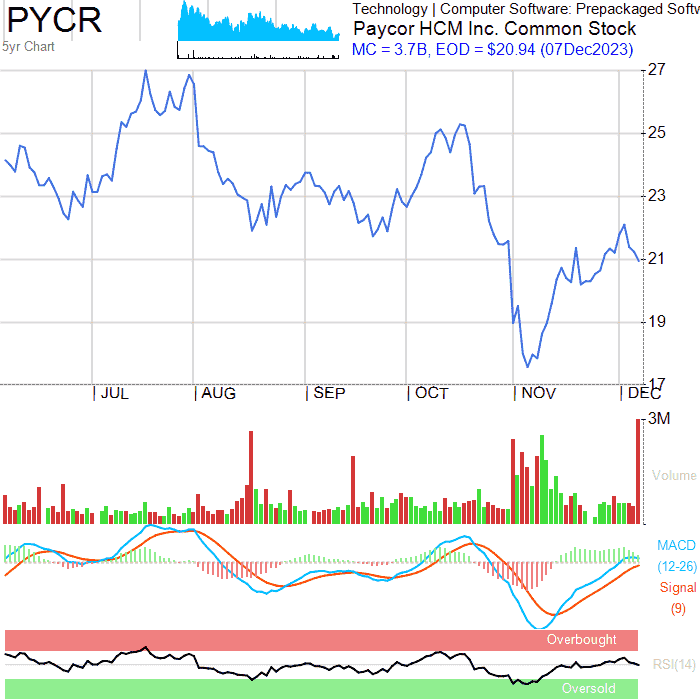 PYCR
5yr Chart
Technology | Computer Software: Prepackaged Softw
Paycor HCM Inc. Common Stock
MC = 3.7B, EOD = $20.94 (07Dec2023)
27
25
23
21
19
17
JUL
AUG
SEP
OCT
NOV
DEC
3M
Volume
MACD
(12-26)
Signal
(9)
Overbought
RSI(14)
Oversold